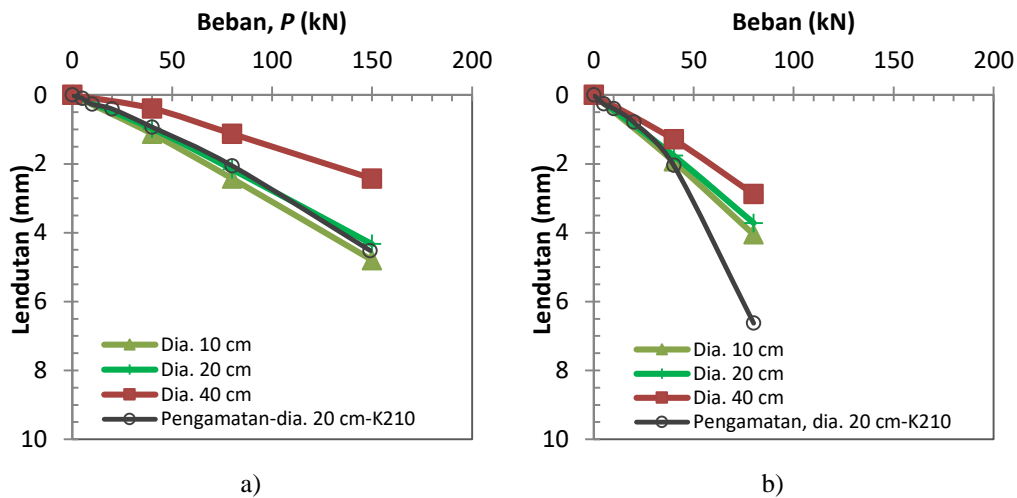 Beban, P (kN)
0 50 100 150 200
0
2
4
6
8
10
Lendutan (mm)
Dia. 10 cm
Dia. 20 cm
Dia. 40 cm
Pengamatan-dia. 20 cm-K210
a)
Beban (kN)
0 50 100 150 200
0
2
4
6
8
10
Lendutan (mm)
Dia. 10 cm
Dia. 20 cm
Dia. 40 cm
Pengamatan, dia. 20 cm-K210
b)